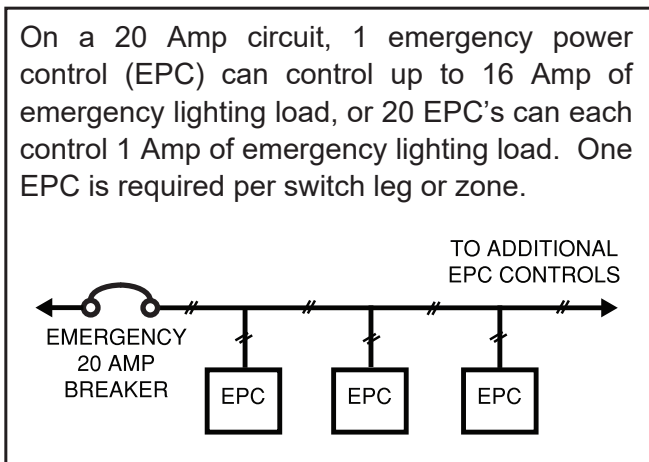 On a 20 Amp circuit, 1 emergency power
control (EPC) can control up to 16 Amp of
emergency lighting load, or 20 EPC's can each
control 1 Amp of emergency lighting load. One
EPC is required per switch leg or zone.
TO ADDITIONAL
EPC CONTROLS
EMERGENCY
20 AMP
BREAKER
EPC
EPC
EPC